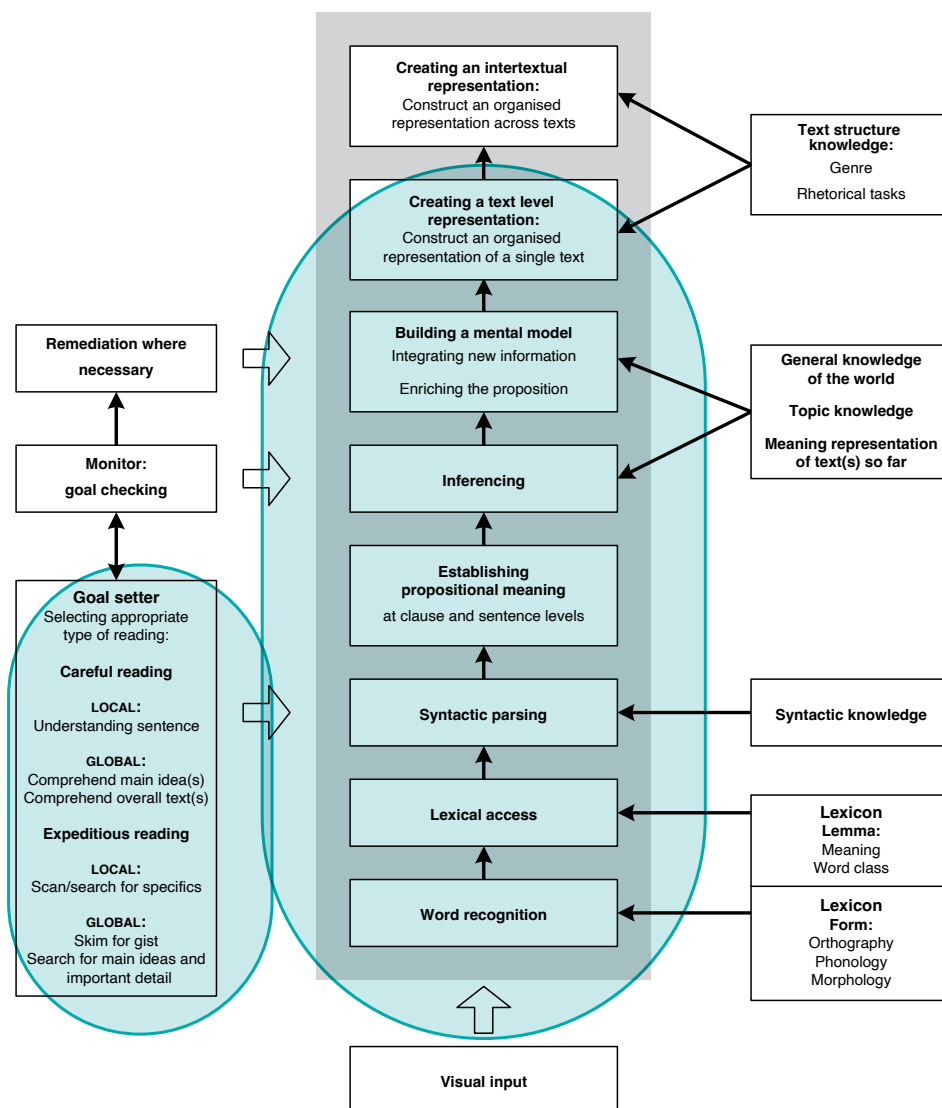 Creating an intertextual
representation:
Construct an organised
representation across texts
Text structure
knowledge:
Genre
Rhetorical tasks
Creating a text level
representation:
Construct an organised
representation of a single text
Remediation where
necessary
Building a mental model
Integrating new information
Enriching the proposition
General knowledge
of the world
Topic knowledge
Meaning representation
of text(s) so far
Monitor:
goal checking
Inferencing
Establishing
propositional meaning
at clause and sentence levels
Goal setter
Selecting appropriate
type of reading:
Careful reading
LOCAL:
Understanding sentence
GLOBAL:
Comprehend main idea(s)
Comprehend overall text(s)
Expeditious reading
LOCAL:
Scan/search for specifics
GLOBAL:
Skim for gist
Search for main ideas and
important detail
Syntactic parsing
Syntactic knowledge
Lexical access
Lexicon
Lemma:
Meaning
Word class
Word recognition
Lexicon
Form:
Orthography
Phonology
Morphology
Visual input